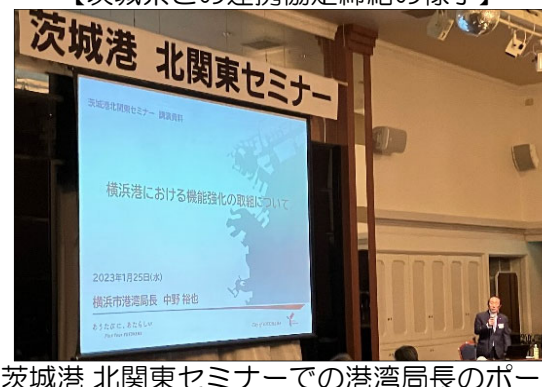 【茨城県との連携協定締結の様子】
茨城港 北関東セミナー
茨城港北関東セミナー 講演資料
横浜港における機能強化の取組について
2023年1月25日(水)
横浜市港湾局長 中野 裕也
茨城港 北関東セミナーでの港湾局長のポー